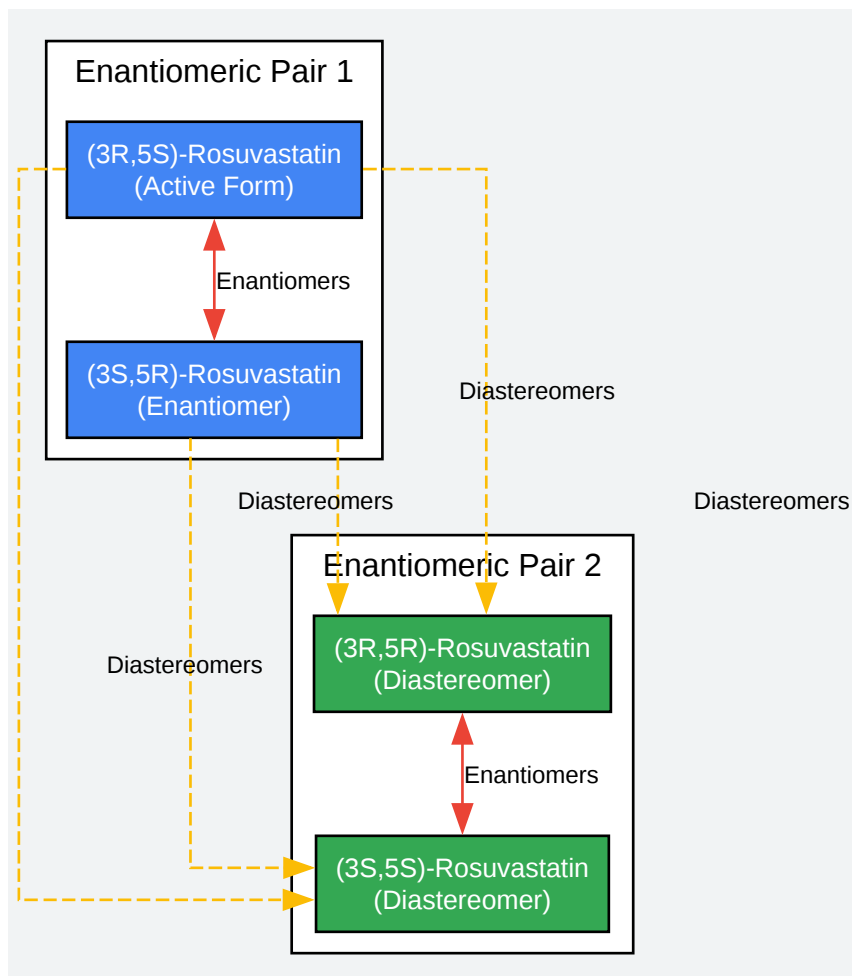 Enantiomeric Pair 1
(3R,5S)-Rosuvastatin
(Active Form)
Enantiomers
(3S,5R)-Rosuvastatin
(Enantiomer)
Diastereomers
Diastereomers
Diastereomers
Enantiomeric Pair 2
(3R,5R)-Rosuvastatin
(Diastereomer)
Diastereomers
Enantiomers
(3S,5S)-Rosuvastatin
(Diastereomer)